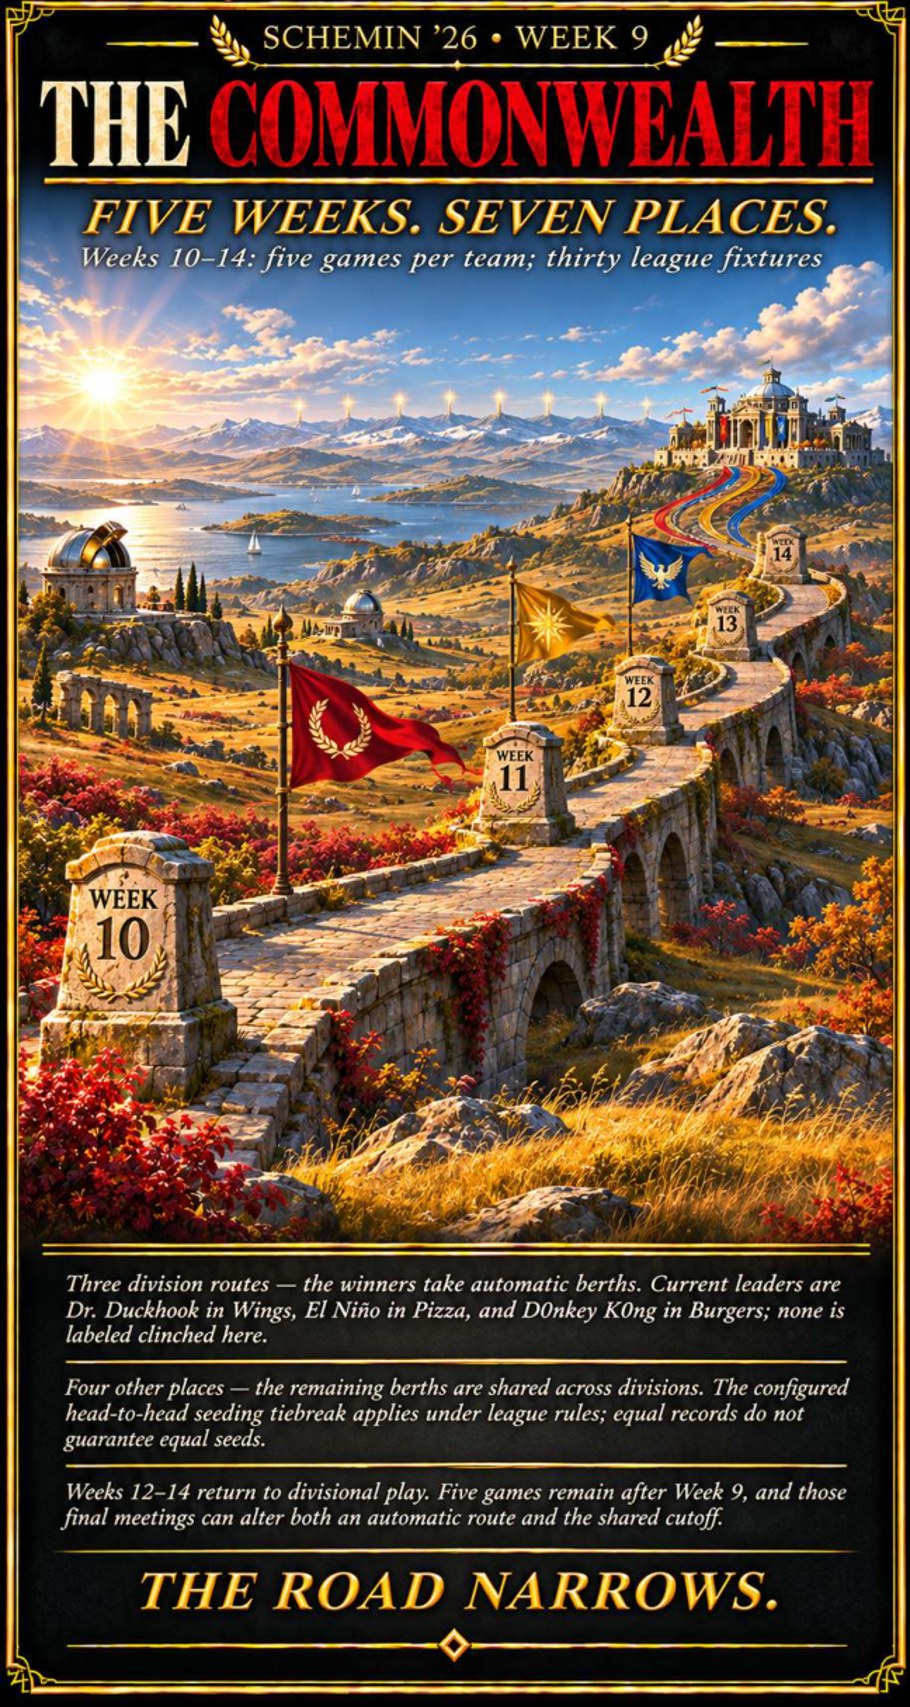 SCHEMIN '26 • WEEK 9
THE COMMONWEALTH
FIVE WEEKS. SEVEN PLACES.
Weeks 10–14: five games per team; thirty league fixtures
WEEK
14
WEEK
13
WEEK
12
WEEK
11
WEEK
10
Three division routes — the winners take automatic berths. Current leaders are
Dr. Duckhook in Wings, El Niño in Pizza, and D0nkey K0ng in Burgers; none is
labeled clinched here.
Four other places — the remaining berths are shared across divisions. The configured
head-to-head seeding tiebreak applies under league rules; equal records do not
guarantee equal seeds.
Weeks 12–14 return to divisional play. Five games remain after Week 9, and those
final meetings can alter both an automatic route and the shared cutoff.
THE ROAD NARROWS.